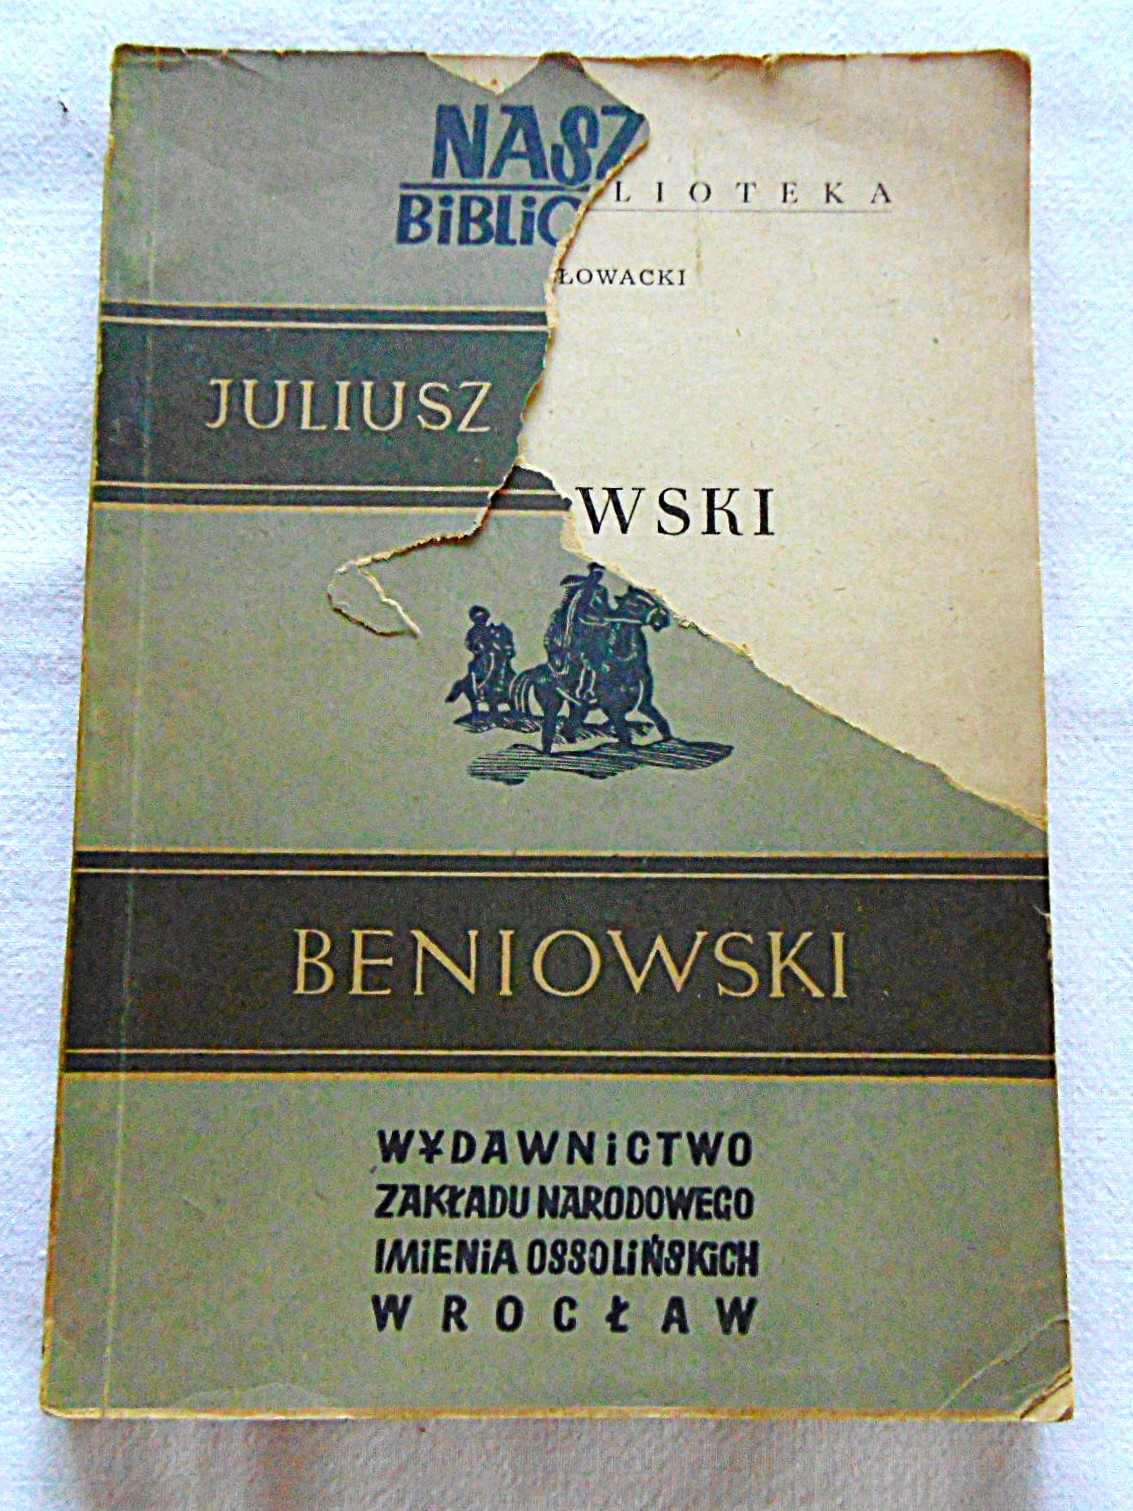 NASZ
LIOTEKA
BiBLiO
ŁOWACKI
JULIUSZ
WSKI
BENIOWSKI
WYDAWNiCTWO
ZAKŁADU NARODOWEGO
IMiENiA OSSOLiŃSKiCH
WROCŁAW